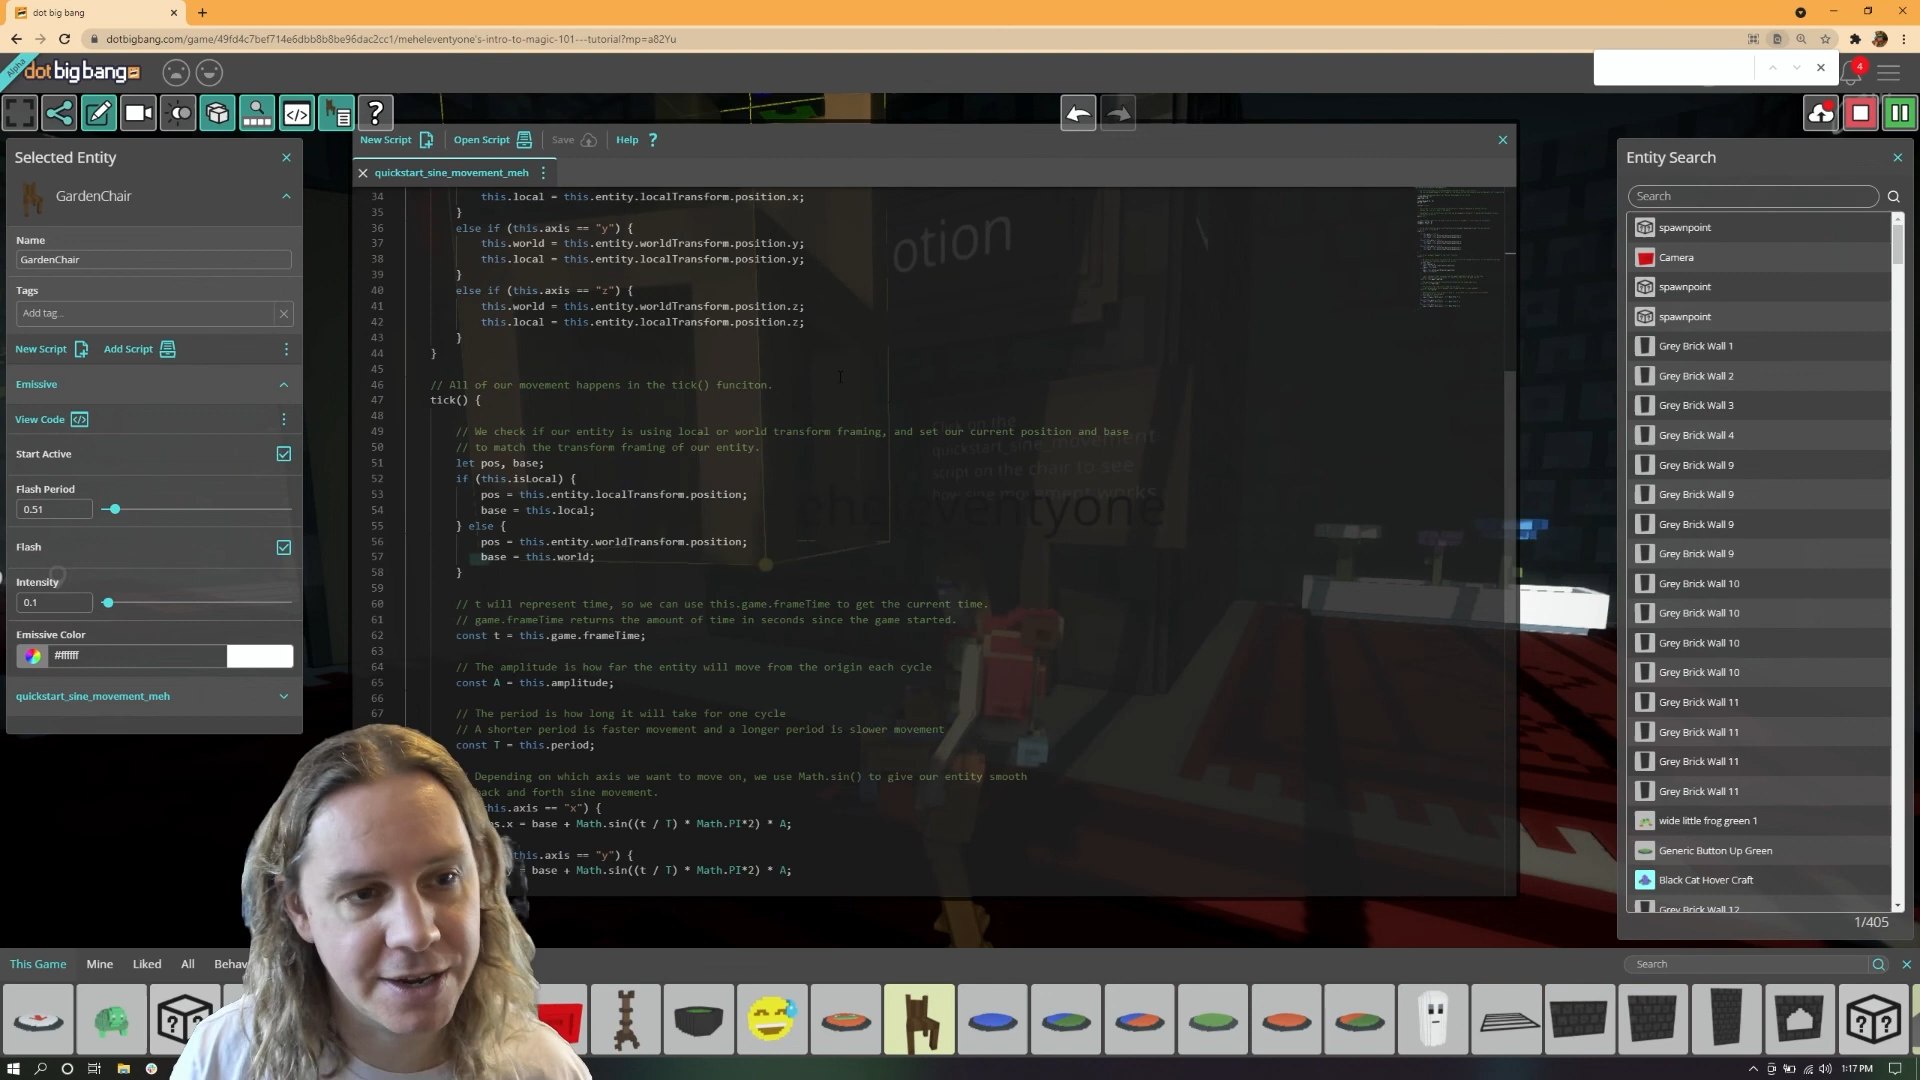 dot big bang
dotbigbang.com/game/49fd4c7bef714e6dbb8b8be96dac2cc1/meheleventyone's-intro-to-magic-101---tutorial?mp=a82Yu
Alpha
dot big bang
4
Selected Entity
GardenChair
Name
GardenChair
Tags
Add tag...
New Script
Add Script
Emissive
View Code
Start Active
Flash Period
0.51
Flash
Intensity
0.1
Emissive Color
#ffffff
quickstart_sine_movement_meh
New Script
Open Script
Save
Help ?
quickstart_sine_movement_meh
34 this.local = this.entity.localTransform.position.x;
35 }
36 else if (this.axis == "y") {
37 this.world = this.entity.worldTransform.position.y;
38 this.local = this.entity.localTransform.position.y;
39 }
40 else if (this.axis == "z") {
41 this.world = this.entity.worldTransform.position.z;
42 this.local = this.entity.localTransform.position.z;
43 }
44 }
45
46 // All of our movement happens in the tick() funciton.
47 tick() {
48
49 // We check if our entity is using local or world transform framing, and set our current position and base
50 // to match the transform framing of our entity.
51 let pos, base;
52 if (this.isLocal) {
53 pos = this.entity.localTransform.position;
54 base = this.local;
55 } else {
56 pos = this.entity.worldTransform.position;
57 base = this.world;
58 }
59
60 // t will represent time, so we can use this.game.frameTime to get the current time.
61 // game.frameTime returns the amount of time in seconds since the game started.
62 const t = this.game.frameTime;
63
64 // The amplitude is how far the entity will move from the origin each cycle
65 const A = this.amplitude;
66
67 // The period is how long it will take for one cycle
// A shorter period is faster movement and a longer period is slower movement
const T = this.period;
Depending on which axis we want to move on, we use Math.sin() to give our entity smooth
back and forth sine movement.
this.axis == "x") {
.x = base + Math.sin((t / T) * Math.PI*2) * A;
this.axis == "y") {
= base + Math.sin((t / T) * Math.PI*2) * A;
otion
quickstart_sine_movement
script on the chair to see
how sine movement works
eventyone
Entity Search
Search
spawnpoint
Camera
spawnpoint
spawnpoint
Grey Brick Wall 1
Grey Brick Wall 2
Grey Brick Wall 3
Grey Brick Wall 4
Grey Brick Wall 9
Grey Brick Wall 9
Grey Brick Wall 9
Grey Brick Wall 9
Grey Brick Wall 10
Grey Brick Wall 10
Grey Brick Wall 10
Grey Brick Wall 10
Grey Brick Wall 11
Grey Brick Wall 11
Grey Brick Wall 11
Grey Brick Wall 11
wide little frog green 1
Generic Button Up Green
Black Cat Hover Craft
Grey Brick Wall 12
1/405
This Game
Mine
Liked
All
Behav
Search
1:17 PM